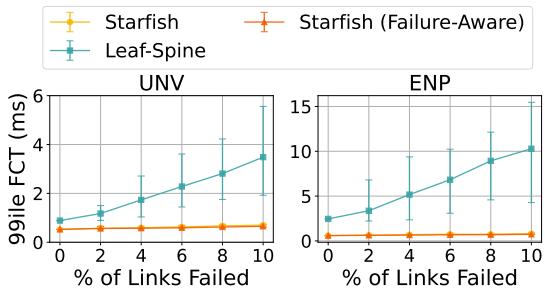 Starfish
Starfish (Failure-Aware)
Leaf-Spine
UNV
ENP
99ile FCT (ms)
6
4
2
0
15
10
5
0
0 2 4 6 8 10
0 2 4 6 8 10
% of Links Failed
% of Links Failed